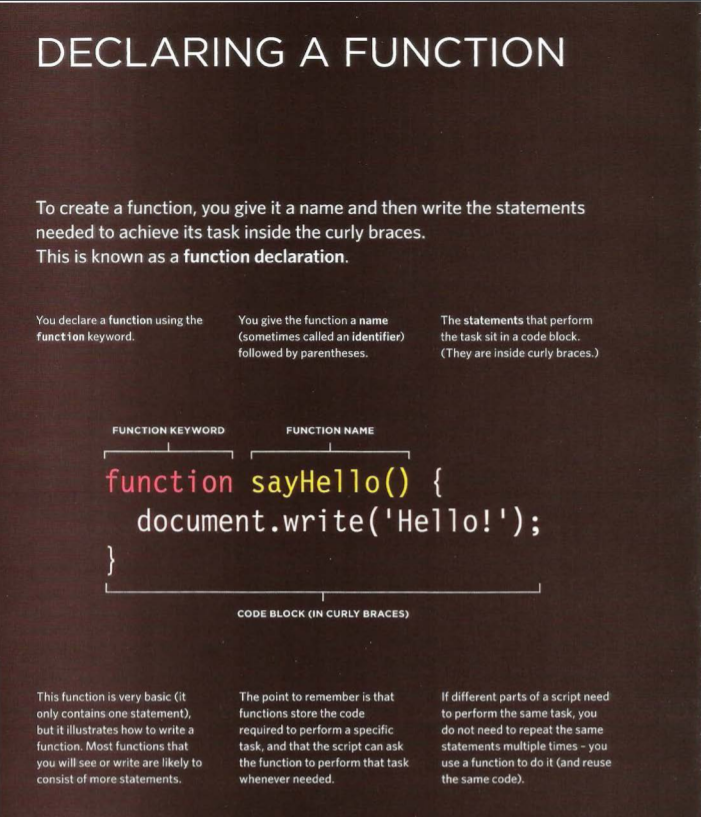 DECLARING A FUNCTION
To create a function, you give it a name and then write the statements
needed to achieve its task inside the curly braces.
This is known as a function declaration.
You declare a function using the
function keyword.
You give the function a name
(sometimes called an identifier)
followed by parentheses.
The statements that perform
the task sit in a code block.
(They are inside curly braces.)
FUNCTION KEYWORD
FUNCTION NAME
function sayHello() {
document.write('Hello!');
}
CODE BLOCK (IN CURLY BRACES)
This function is very basic (it
only contains one statement),
but it illustrates how to write a
function. Most functions that
you will see or write are likely to
consist of more statements.
The point to remember is that
functions store the code
required to perform a specific
task, and that the script can ask
the function to perform that task
whenever needed.
If different parts of a script need
to perform the same task, you
do not need to repeat the same
statements multiple times – you
use a function to do it (and reuse
the same code).